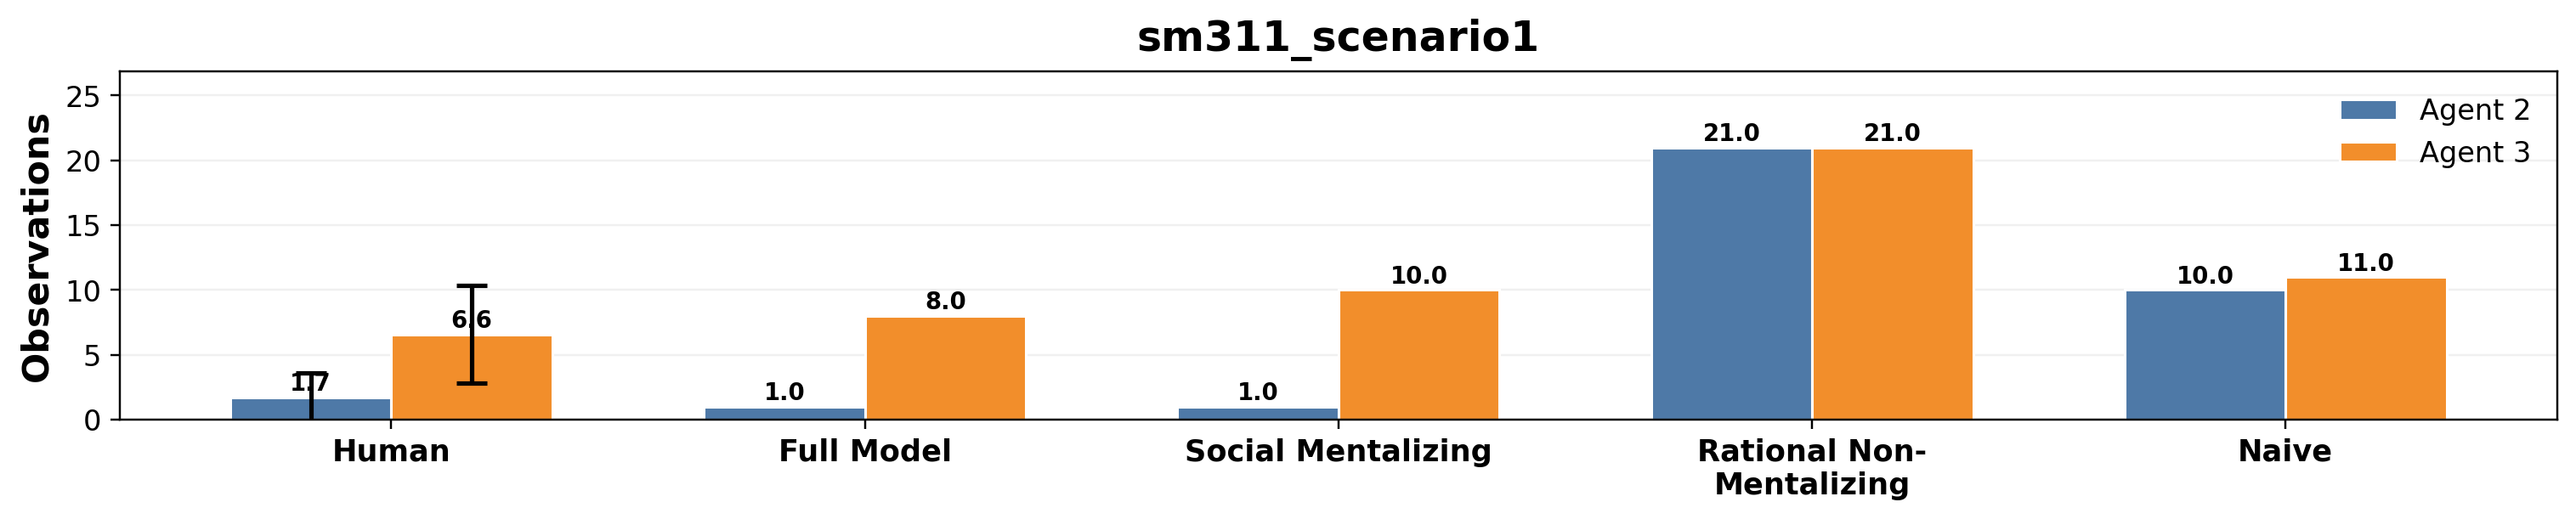 sm311_scenario1
Observations
25
20
15
10
5
0
Agent 2
Agent 3
1.7
6.6
1.0
8.0
1.0
10.0
21.0
21.0
10.0
11.0
Human
Full Model
Social Mentalizing
Rational Non-
Mentalizing
Naive